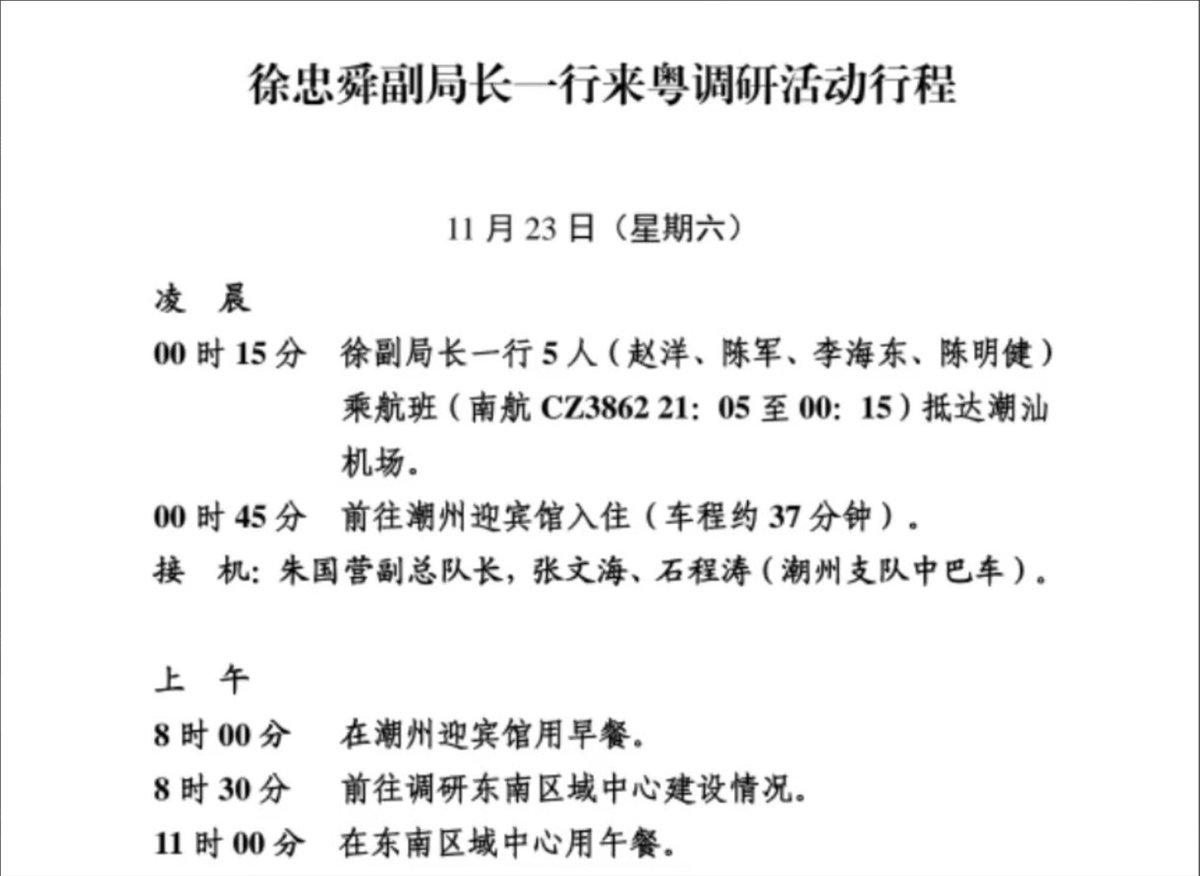 徐忠舜副局长一行来粤调研活动行程
11 月 23 日（星期六）
凌　晨
00 时 15 分　徐副局长一行 5 人（赵洋、陈军、李海东、陈明健）
乘航班（南航 CZ3862 21：05 至 00：15）抵达潮汕
机场。
00 时 45 分　前往潮州迎宾馆入住（车程约 37 分钟）。
接　机：朱国营副总队长，张文海、石程涛（潮州支队中巴车）。
上　午
8 时 00 分　在潮州迎宾馆用早餐。
8 时 30 分　前往调研东南区域中心建设情况。
11 时 00 分　在东南区域中心用午餐。